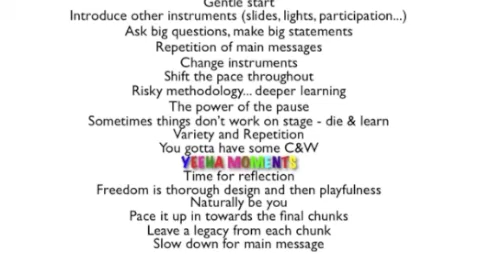 Gentle start
Introduce other instruments (slides, lights, participation...)
Ask big questions, make big statements
Repetition of main messages
Change instruments
Shift the pace throughout
Risky methodology... deeper learning
The power of the pause
Sometimes things don't work on stage - die & learn
Variety and Repetition
You gotta have some C&W
YEEHA MOMENTS
Time for reflection
Freedom is thorough design and then playfulness
Naturally be you
Pace it up in towards the final chunks
Leave a legacy from each chunk
Slow down for main message